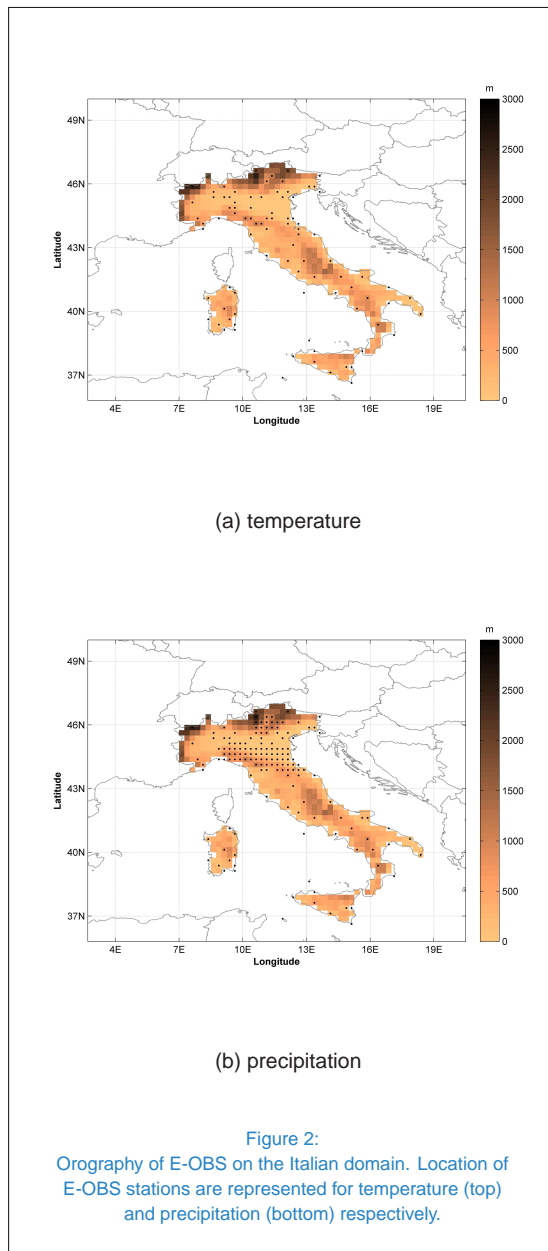 m
3000
49N
2500
46N
2000
Latitude
43N
1500
1000
40N
500
37N
0
4E 7E 10E 13E 16E 19E
Longitude
(a) temperature
m
3000
49N
2500
46N
2000
Latitude
43N
1500
1000
40N
500
37N
0
4E 7E 10E 13E 16E 19E
Longitude
(b) precipitation
Figure 2:
Orography of E-OBS on the Italian domain. Location of
E-OBS stations are represented for temperature (top)
and precipitation (bottom) respectively.